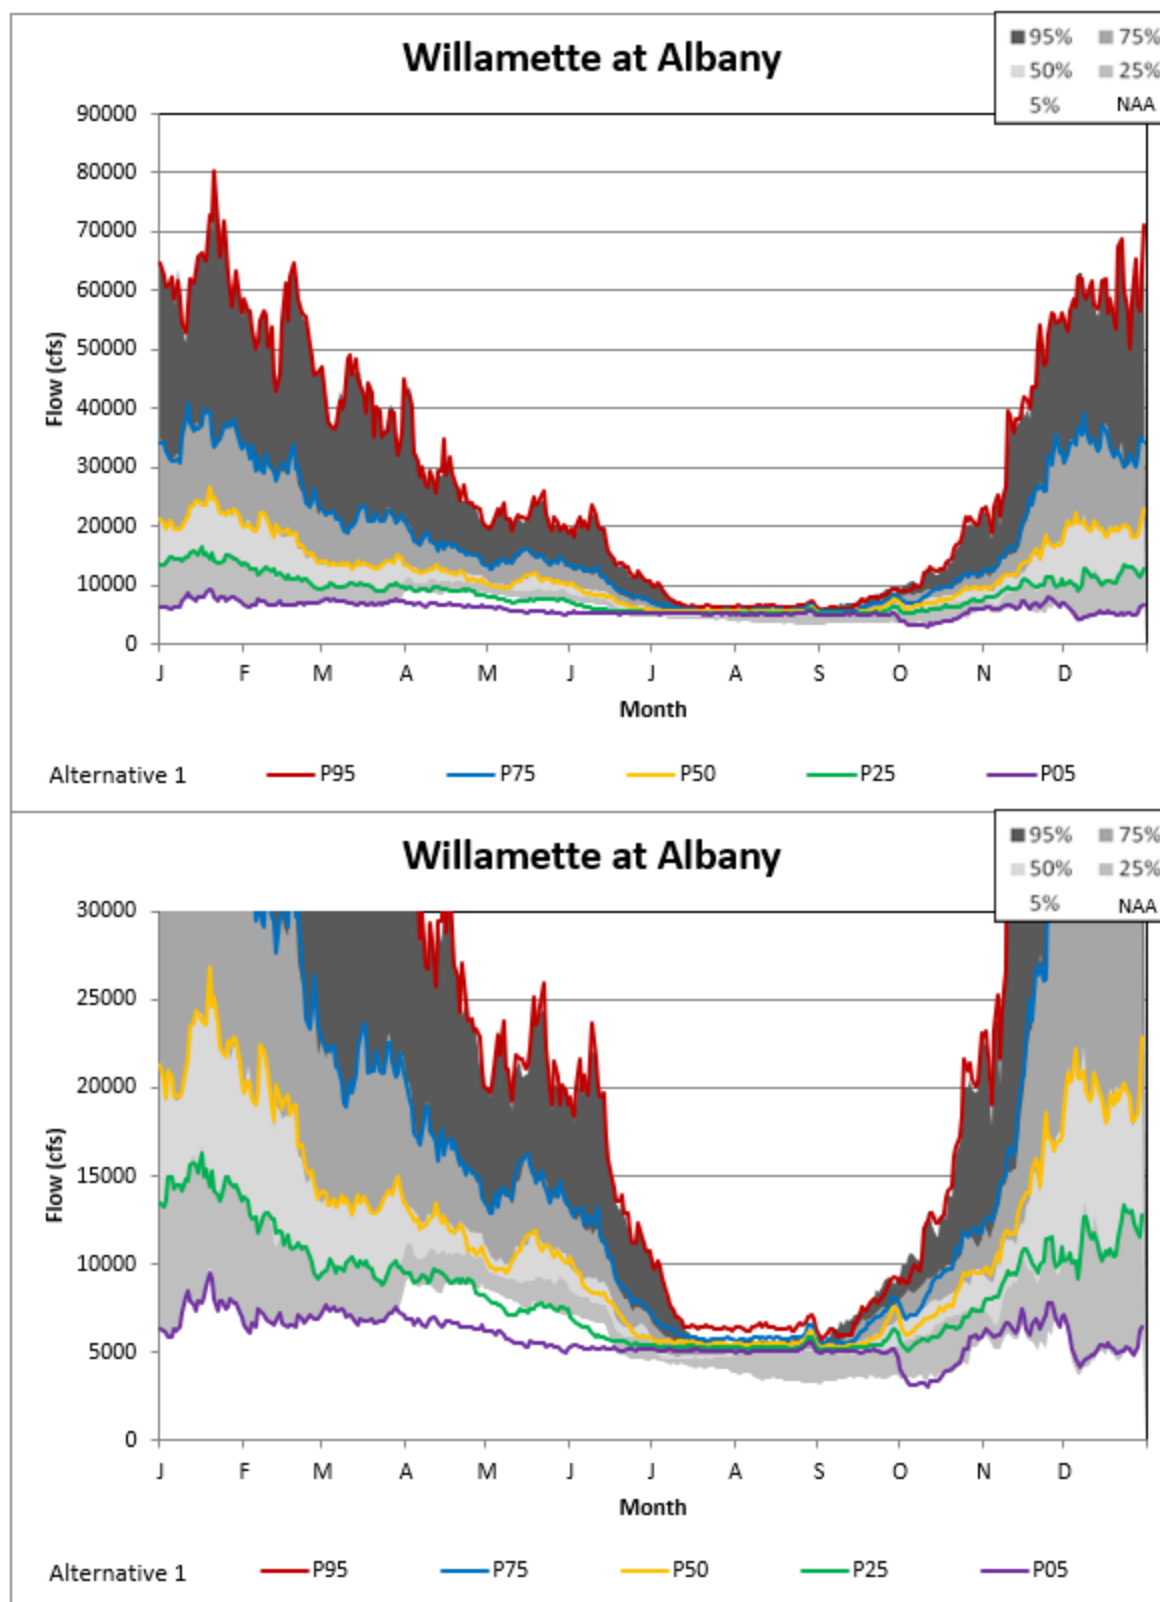 Willamette at Albany
95% 75%
50% 25%
5% NAA
90000
80000
70000
60000
50000
40000
30000
20000
10000
0
Flow (cfs)
J F M A M J J A S O N D
Month
Alternative 1 P95 P75 P50 P25 P05
Willamette at Albany
95% 75%
50% 25%
5% NAA
30000
25000
20000
15000
10000
5000
0
Flow (cfs)
J F M A M J J A S O N D
Month
Alternative 1 P95 P75 P50 P25 P05